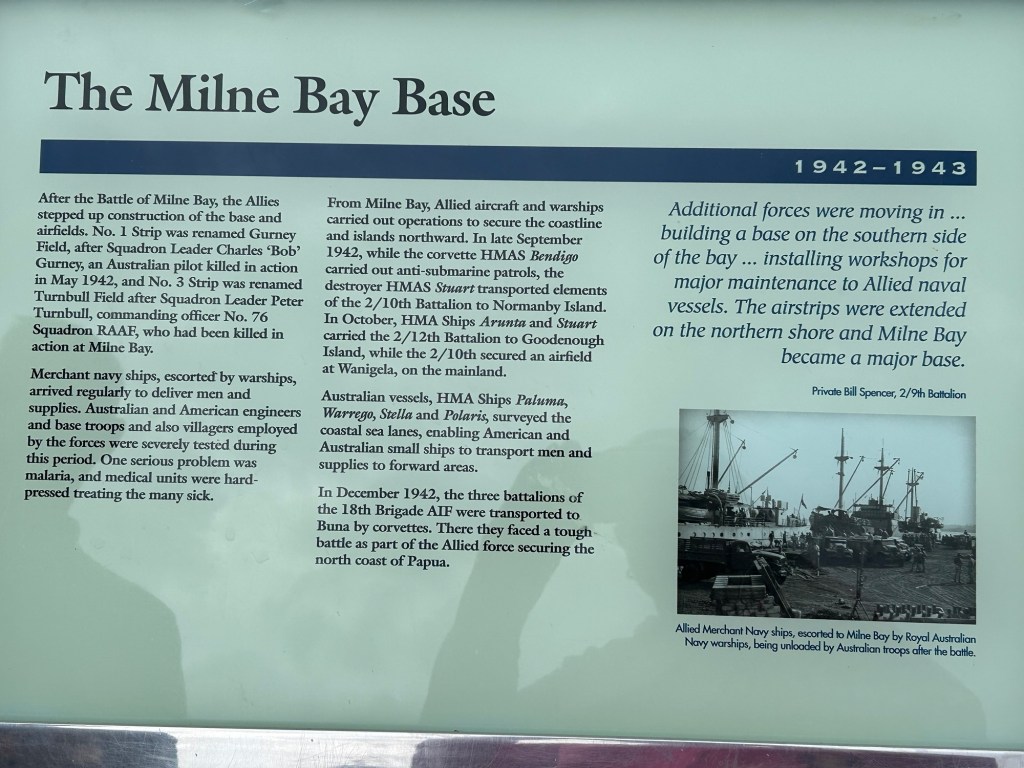 The Milne Bay Base
1942–1943
After the Battle of Milne Bay, the Allies
stepped up construction of the base and
airfields. No. 1 Strip was renamed Gurney
Field, after Squadron Leader Charles ‘Bob’
Gurney, an Australian pilot killed in action
in May 1942, and No. 3 Strip was renamed
Turnbull Field after Squadron Leader Peter
Turnbull, commanding officer No. 76
Squadron RAAF, who had been killed in
action at Milne Bay.
Merchant navy ships, escorted by warships,
arrived regularly to deliver men and
supplies. Australian and American engineers
and base troops and also villagers employed
by the forces were severely tested during
this period. One serious problem was
malaria, and medical units were hard-
pressed treating the many sick.
From Milne Bay, Allied aircraft and warships
carried out operations to secure the coastline
and islands northward. In late September
1942, while the corvette HMAS Bendigo
carried out anti-submarine patrols, the
destroyer HMAS Stuart transported elements
of the 2/10th Battalion to Normanby Island.
In October, HMA Ships Arunta and Stuart
carried the 2/12th Battalion to Goodenough
Island, while the 2/10th secured an airfield
at Wanigela, on the mainland.
Australian vessels, HMA Ships Paluma,
Warrego, Stella and Polaris, surveyed the
coastal sea lanes, enabling American and
Australian small ships to transport men and
supplies to forward areas.
In December 1942, the three battalions of
the 18th Brigade AIF were transported to
Buna by corvettes. There they faced a tough
battle as part of the Allied force securing the
north coast of Papua.
Additional forces were moving in ...
building a base on the southern side
of the bay ... installing workshops for
major maintenance to Allied naval
vessels. The airstrips were extended
on the northern shore and Milne Bay
became a major base.
Private Bill Spencer, 2/9th Battalion
Allied Merchant Navy ships, escorted to Milne Bay by Royal Australian
Navy warships, being unloaded by Australian troops after the battle.